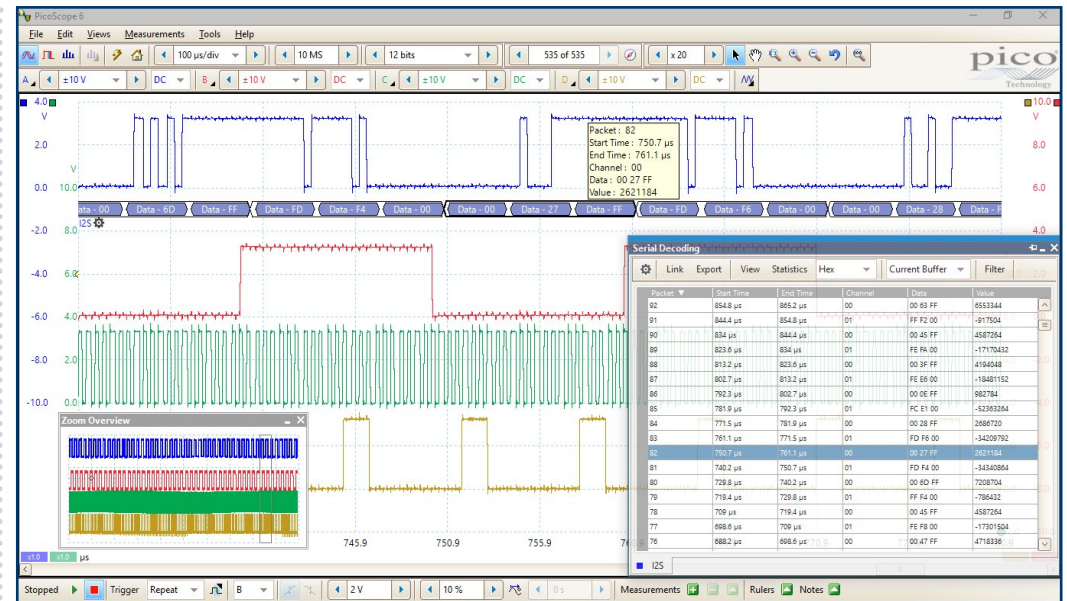 PicoScope 6
File Edit Views Measurements Tools Help
100 µs/div 10 MS 12 bits 535 of 535 x 20
A ±10 V DC B ±10 V DC C ±10 V DC D ±10 V DC
pico
Technology
4.0 10.0
V V
2.0 8.0
V
0.0 10.0 6.0
Packet : 82
Start Time : 750.7 µs
End Time : 761.1 µs
Channel : 00
Data : 00 27 FF
Value : 2621184
ata - 00 Data - 6D Data - FF Data - FD Data - F4 Data - 00 Data - 00 Data - 27 Data - FF Data - FD Data - F6 Data - 00 Data - 00 Data - 28 Data - F
I2S
-2.0 8.0 4.0
-4.0 6.0
-6.0 4.0
-8.0 2.0
-10.0 0.0
Serial Decoding
Link Export View Statistics Hex Current Buffer Filter
Packet Start Time End Time Channel Data Value
92 854.8 µs 865.2 µs 00 00 63 FF 6553344
91 844.4 µs 854.8 µs 01 FF F2 00 -917504
90 834 µs 844.4 µs 00 00 45 FF 4587264
89 823.6 µs 834 µs 01 FE FA 00 -17170432
88 813.2 µs 823.6 µs 00 00 3F FF 4194048
87 802.7 µs 813.2 µs 01 FE E6 00 -18481152
86 792.3 µs 802.7 µs 00 00 0E FF 982784
85 781.9 µs 792.3 µs 01 FC E1 00 -52363264
84 771.5 µs 781.9 µs 00 00 28 FF 2686720
83 761.1 µs 771.5 µs 01 FD F6 00 -34209792
82 750.7 µs 761.1 µs 00 00 27 FF 2621184
81 740.2 µs 750.7 µs 01 FD F4 00 -34340864
80 729.8 µs 740.2 µs 00 00 6D FF 7208704
79 719.4 µs 729.8 µs 01 FF F4 00 -786432
78 709 µs 719.4 µs 00 00 45 FF 4587264
77 698.6 µs 709 µs 01 FE F8 00 -17301504
76 688.2 µs 698.6 µs 00 00 47 FF 4718336
I2S
Zoom Overview
745.9 750.9 755.9
x1.0 x1.0 µs
Stopped Trigger Repeat B 2 V 10 % 0 s Measurements Rulers Notes